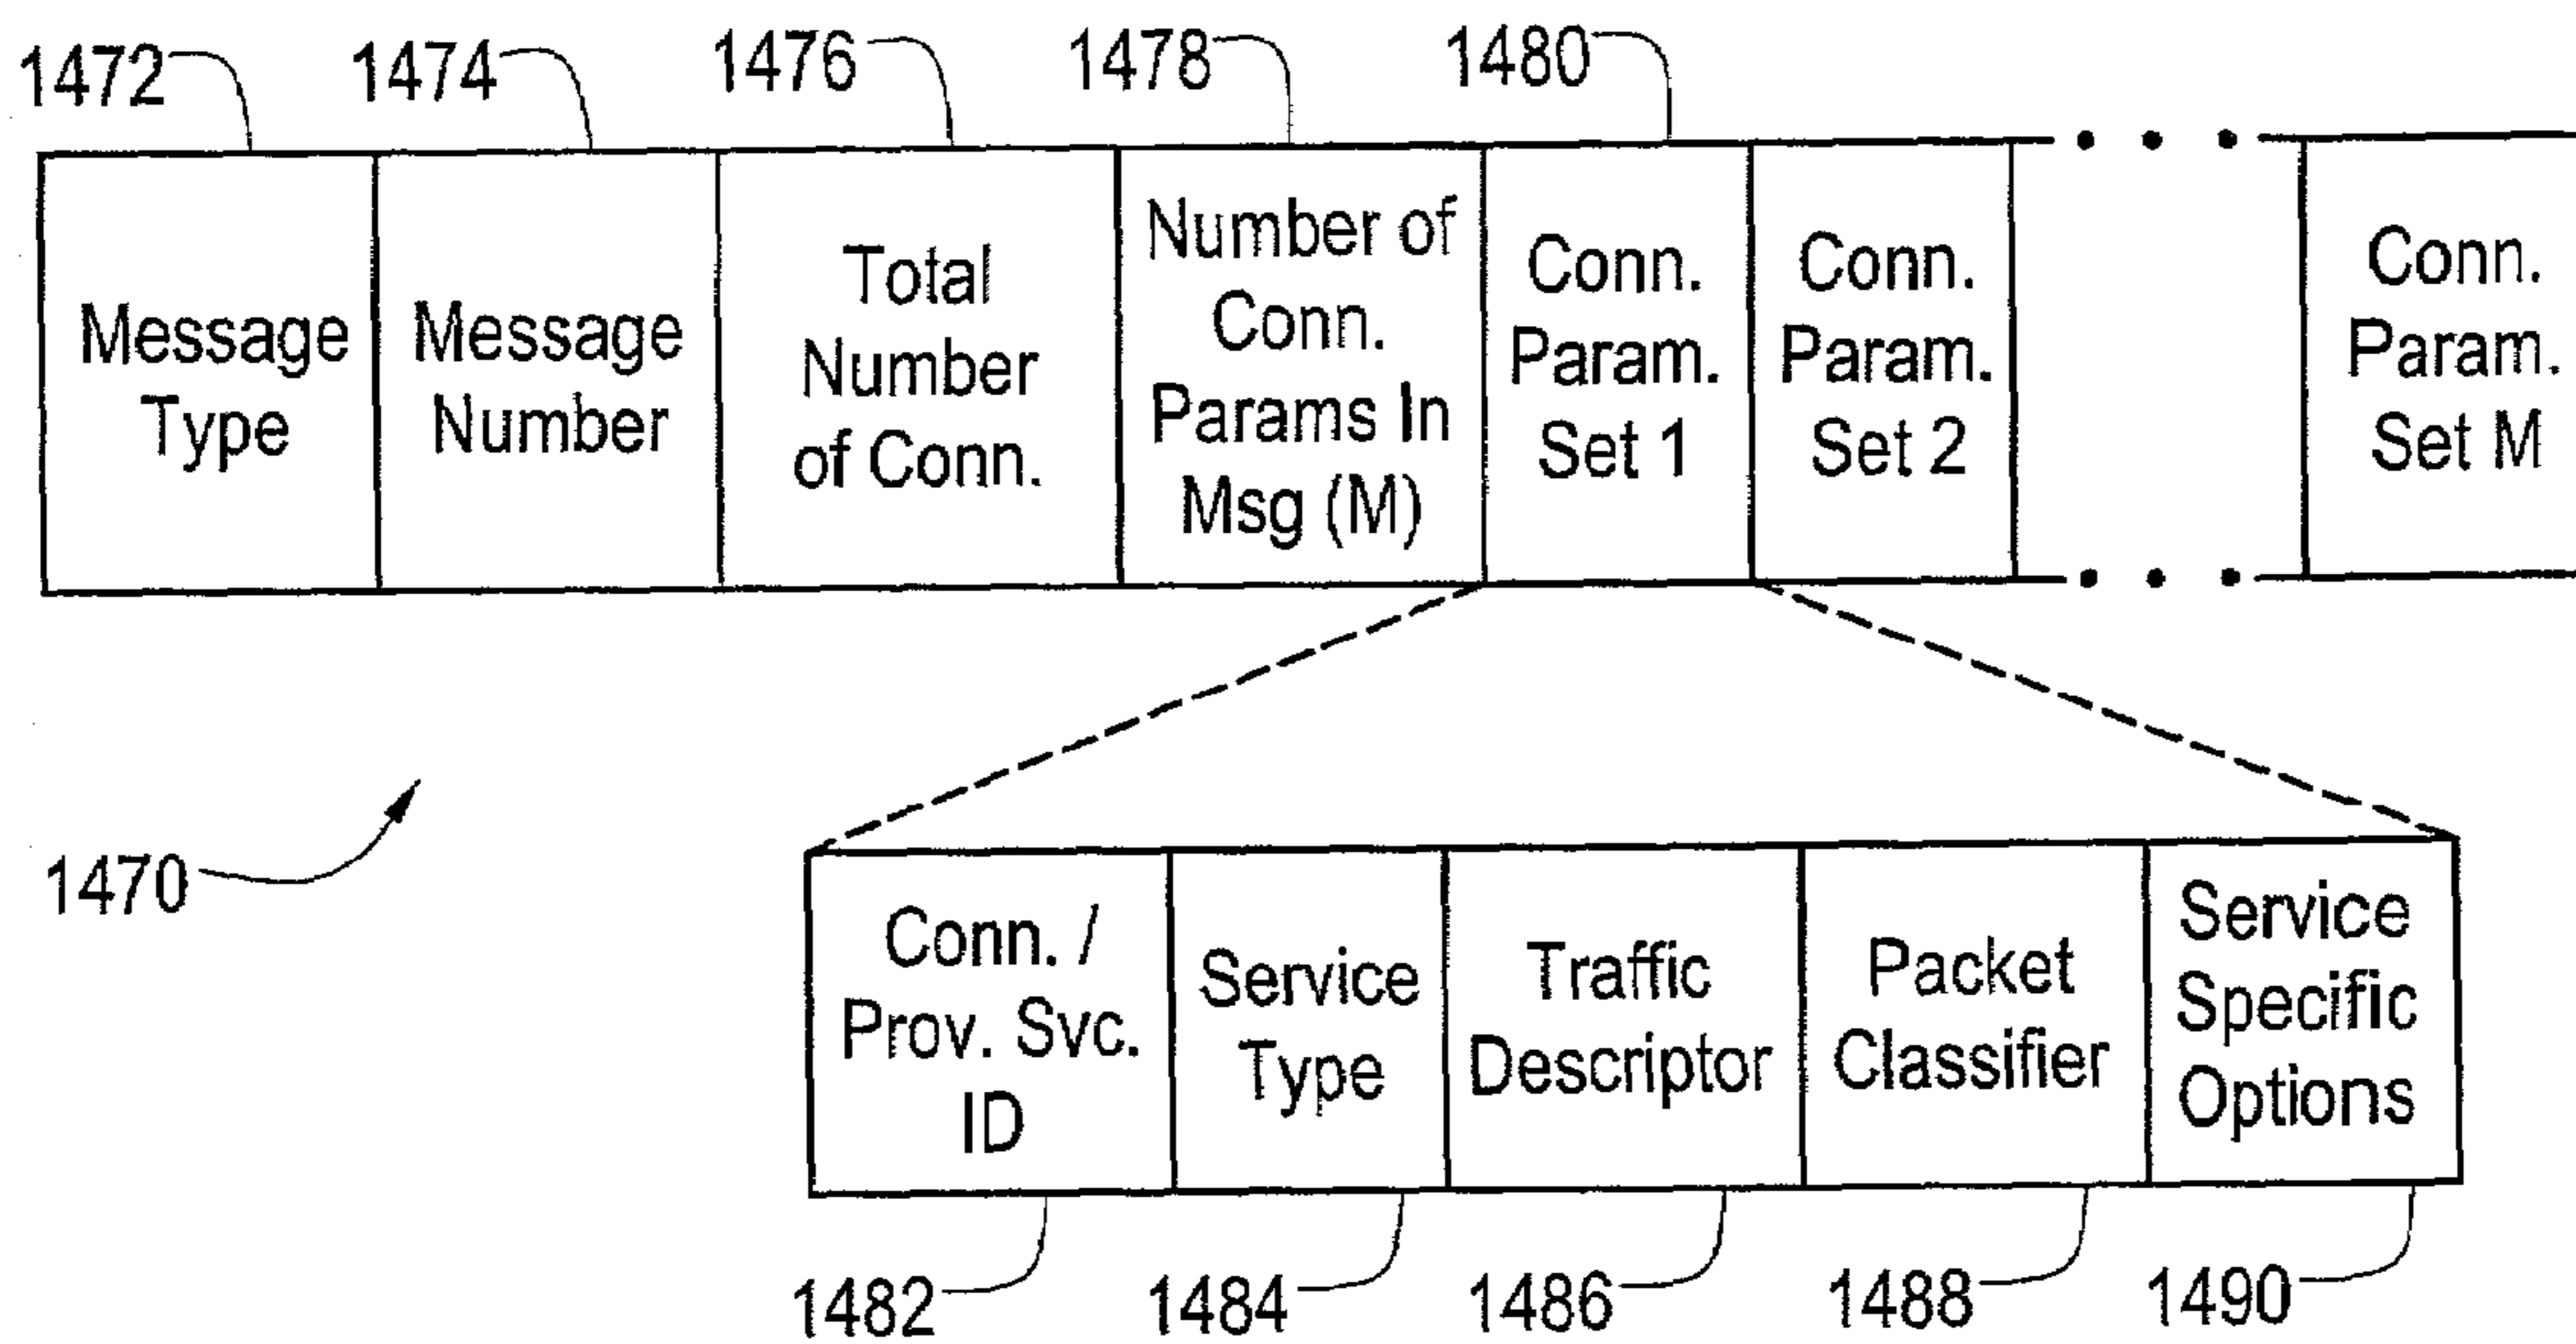 1472
1474
1476
1478
1480
Message
Type
Message
Number
Total
Number
of Conn.
Number of
Conn.
Params In
Msg (M)
Conn.
Param.
Set 1
Conn.
Param.
Set 2
Conn.
Param.
Set M
1470
Conn. /
Prov. Svc.
ID
Service
Type
Traffic
Descriptor
Packet
Classifier
Service
Specific
Options
1482
1484
1486
1488
1490